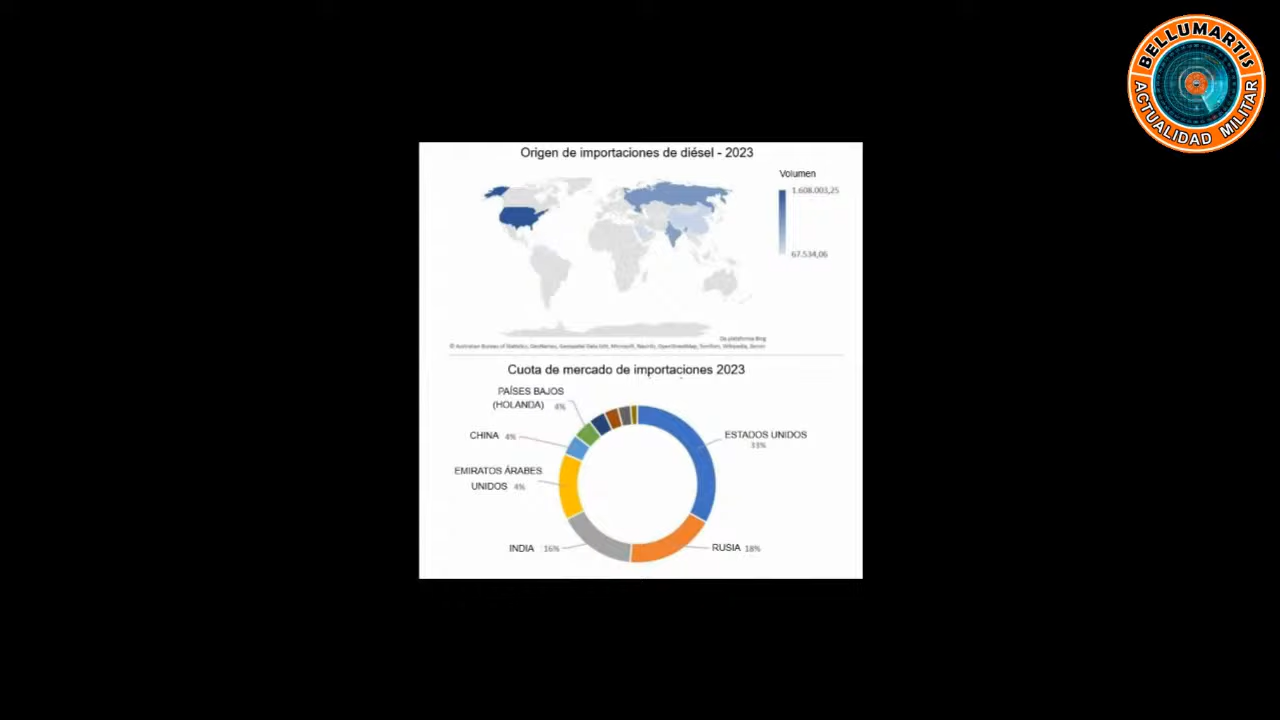 BELLUMARTIS
ACTUALIDAD MILITAR
Origen de importaciones de diésel - 2023
Volumen
1.608.003,25
67.534,06
Cuota de mercado de importaciones 2023
PAÍSES BAJOS
(HOLANDA) 4%
CHINA 4%
ESTADOS UNIDOS
33%
EMIRATOS ÁRABES
UNIDOS 4%
INDIA 16%
RUSIA 18%